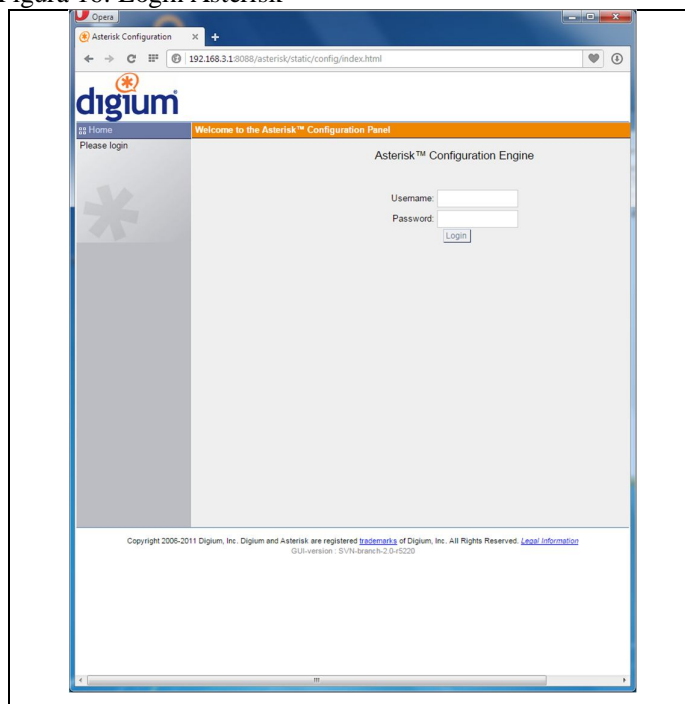 Figura 18. Login Asterisk
Opera
Asterisk Configuration
192.168.3.1:8088/asterisk/static/config/index.html
digium
Home
Welcome to the Asterisk™ Configuration Panel
Please login
Asterisk™ Configuration Engine
Username:
Password:
Login
Copyright 2006-2011 Digium, Inc. Digium and Asterisk are registered trademarks of Digium, Inc. All Rights Reserved. Legal Information
GUI-version : SVN-branch-2.0-r5220